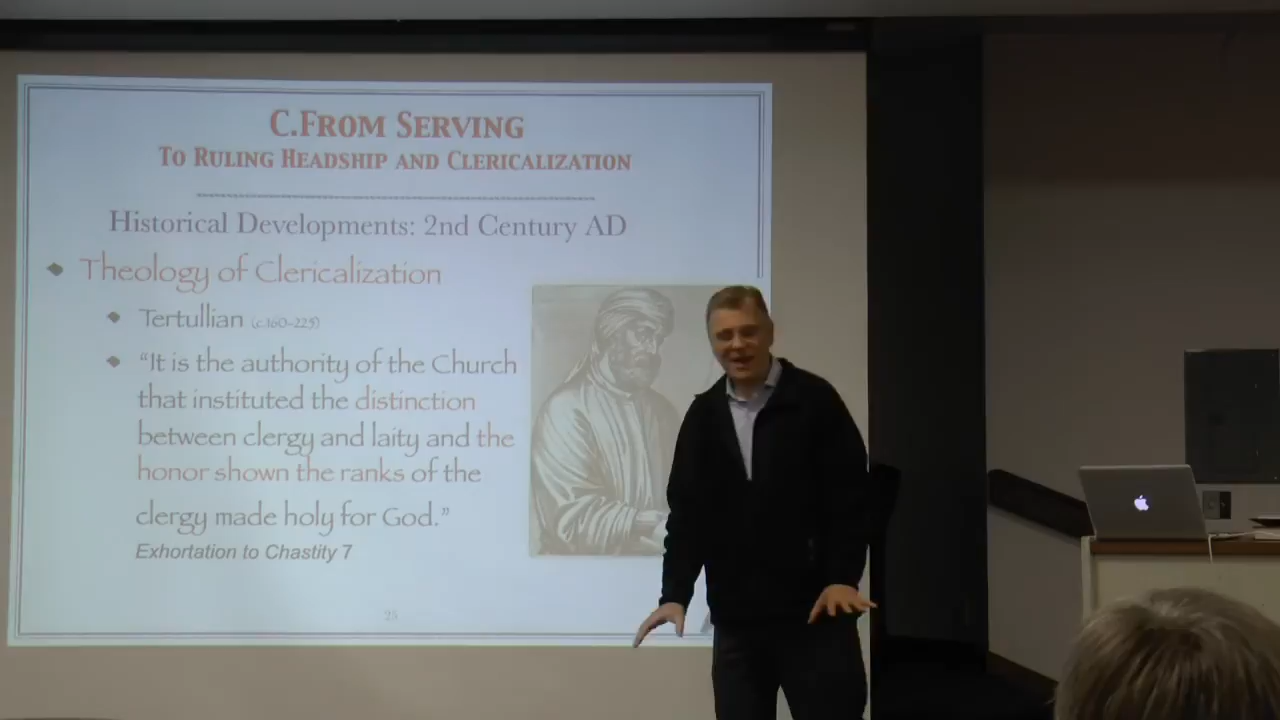 C.From Serving
To Ruling Headship and Clericalization
Historical Developments: 2nd Century AD
Theology of Clericalization
Tertullian (c.160-225)
“It is the authority of the Church
that instituted the distinction
between clergy and laity and the
honor shown the ranks of the
clergy made holy for God.”
Exhortation to Chastity 7
25